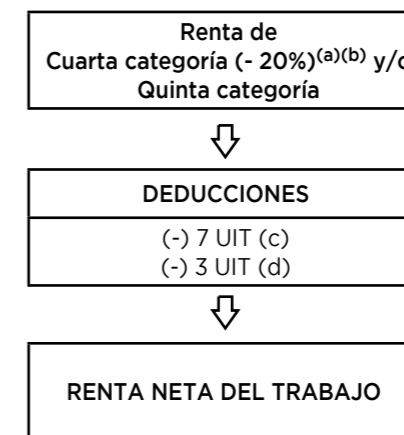 Renta de
Cuarta categoría (- 20%)(a)(b) y/o
Quinta categoría
DEDUCCIONES
(-) 7 UIT (c)
(-) 3 UIT (d)
RENTA NETA DEL TRABAJO